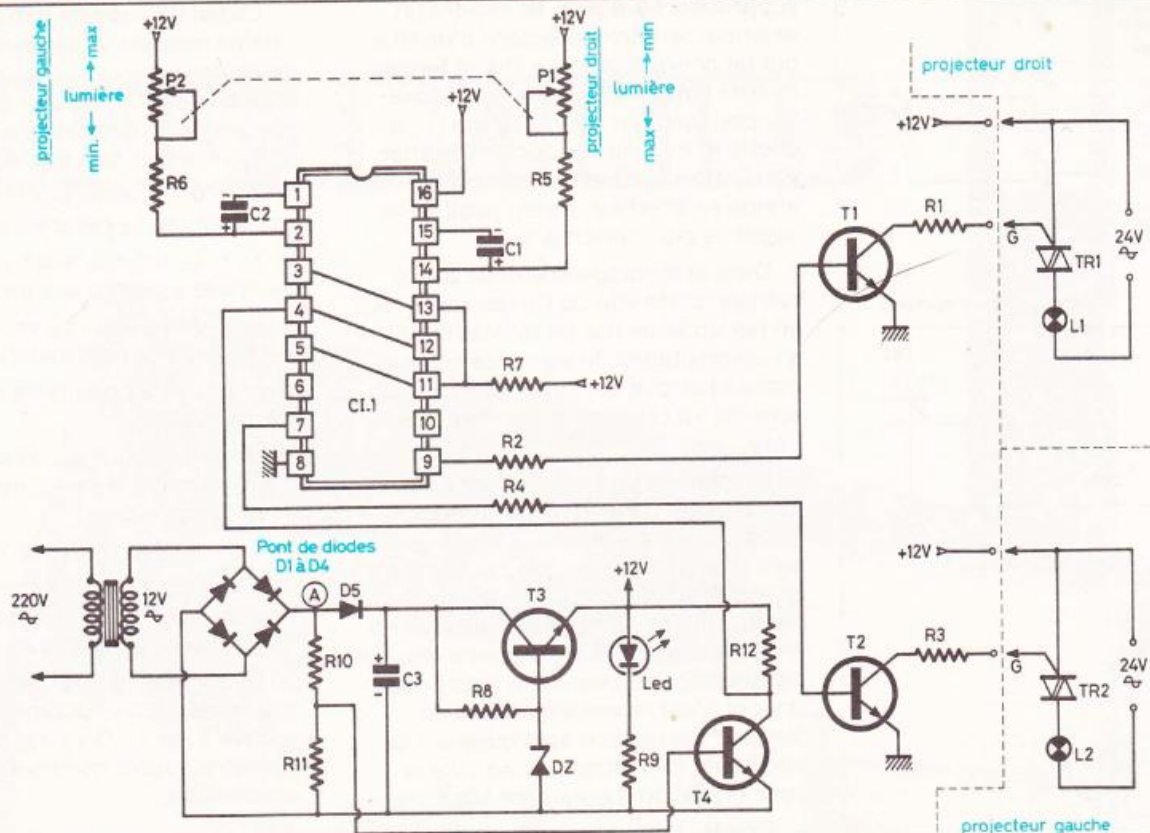 projecteur gauche
min. ← lumière → max
+12V
P2
R6
C2
+
-
+12V
P1
R5
projecteur droit
max ← lumière → min
+12V
1
2
3
4
5
6
7
8
16
15
14
13
12
11
10
9
CI.1
C1
-
+
R7
+12V
R2
R4
T1
R1
projecteur droit
+12V
G
TR1
L1
24V
220V
12V
Pont de diodes
D1 à D4
A
D5
R10
R11
C3
+
-
R8
T3
DZ
+12V
Led
R9
R12
T4
T2
R3
+12V
G
TR2
L2
24V
projecteur gauche